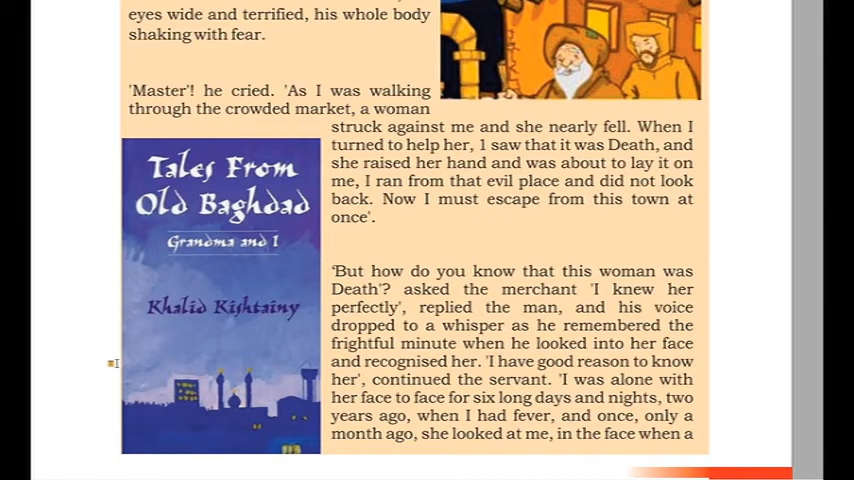 eyes wide and terrified, his whole body
shaking with fear.
'Master'! he cried. 'As I was walking
through the crowded market, a woman
struck against me and she nearly fell. When I
turned to help her, 1 saw that it was Death, and
she raised her hand and was about to lay it on
me, I ran from that evil place and did not look
back. Now I must escape from this town at
once'.
Tales From
Old Baghdad
Grandma and I
Khalid Kishtainy
'But how do you know that this woman was
Death'? asked the merchant 'I knew her
perfectly', replied the man, and his voice
dropped to a whisper as he remembered the
frightful minute when he looked into her face
and recognised her. 'I have good reason to know
her', continued the servant. 'I was alone with
her face to face for six long days and nights, two
years ago, when I had fever, and once, only a
month ago, she looked at me, in the face when a